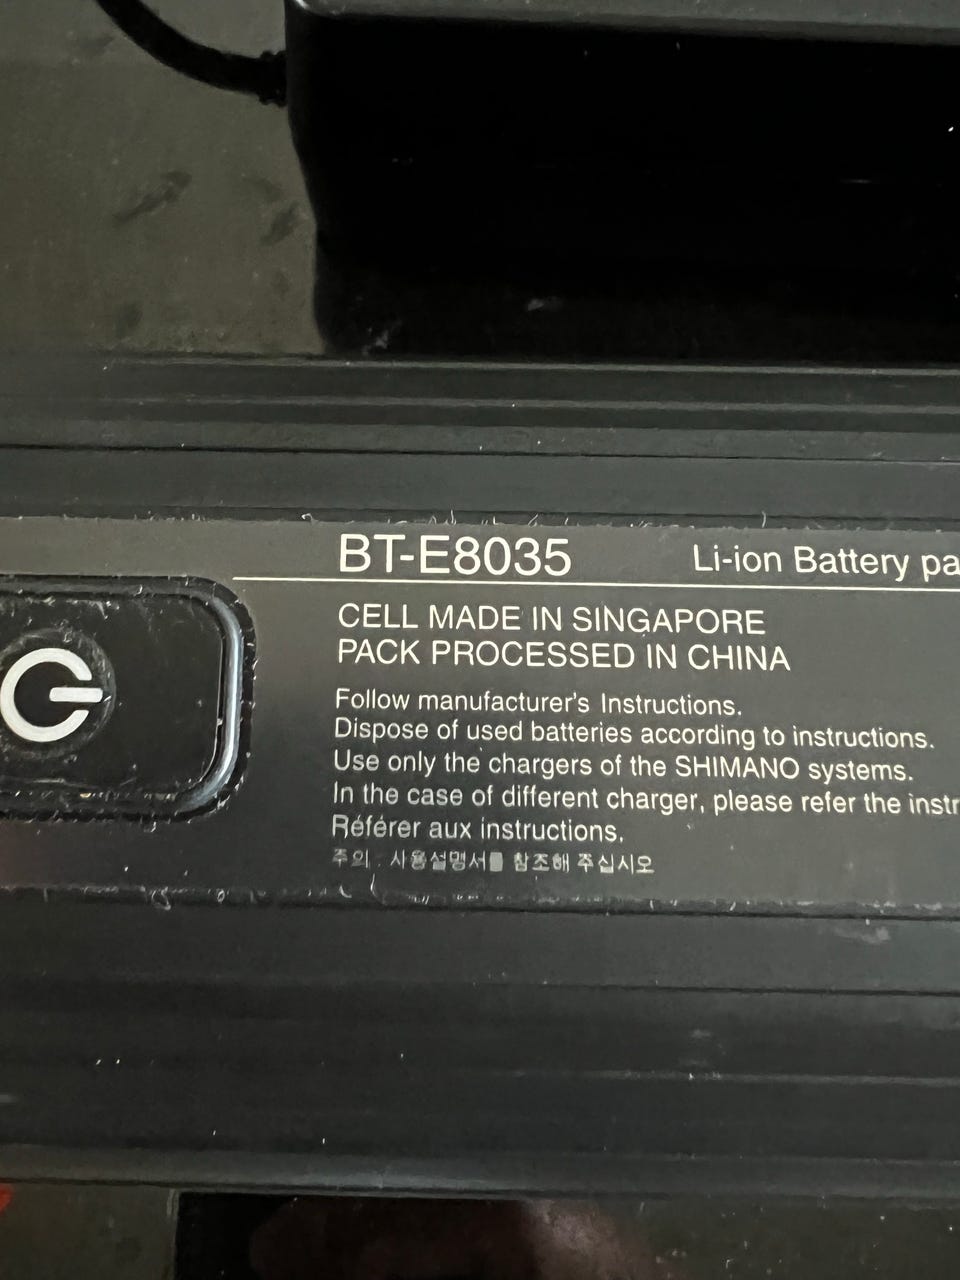 BT-E8035 Li-ion Battery pa
CELL MADE IN SINGAPORE
PACK PROCESSED IN CHINA
Follow manufacturer's Instructions.
Dispose of used batteries according to instructions.
Use only the chargers of the SHIMANO systems.
In the case of different charger, please refer the instr
Référer aux instructions.
주의 : 사용설명서를 참조해 주십시오